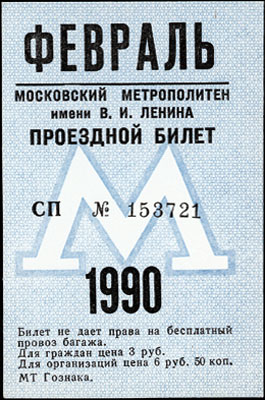 ФЕВРАЛЬ
МОСКОВСКИЙ МЕТРОПОЛИТЕН
имени В. И. ЛЕНИНА
ПРОЕЗДНОЙ БИЛЕТ
М
СП № 153721
1990
Билет не дает права на бесплатный
провоз багажа.
Для граждан цена 3 руб.
Для организаций цена 6 руб. 50 коп.
МТ Гознака.